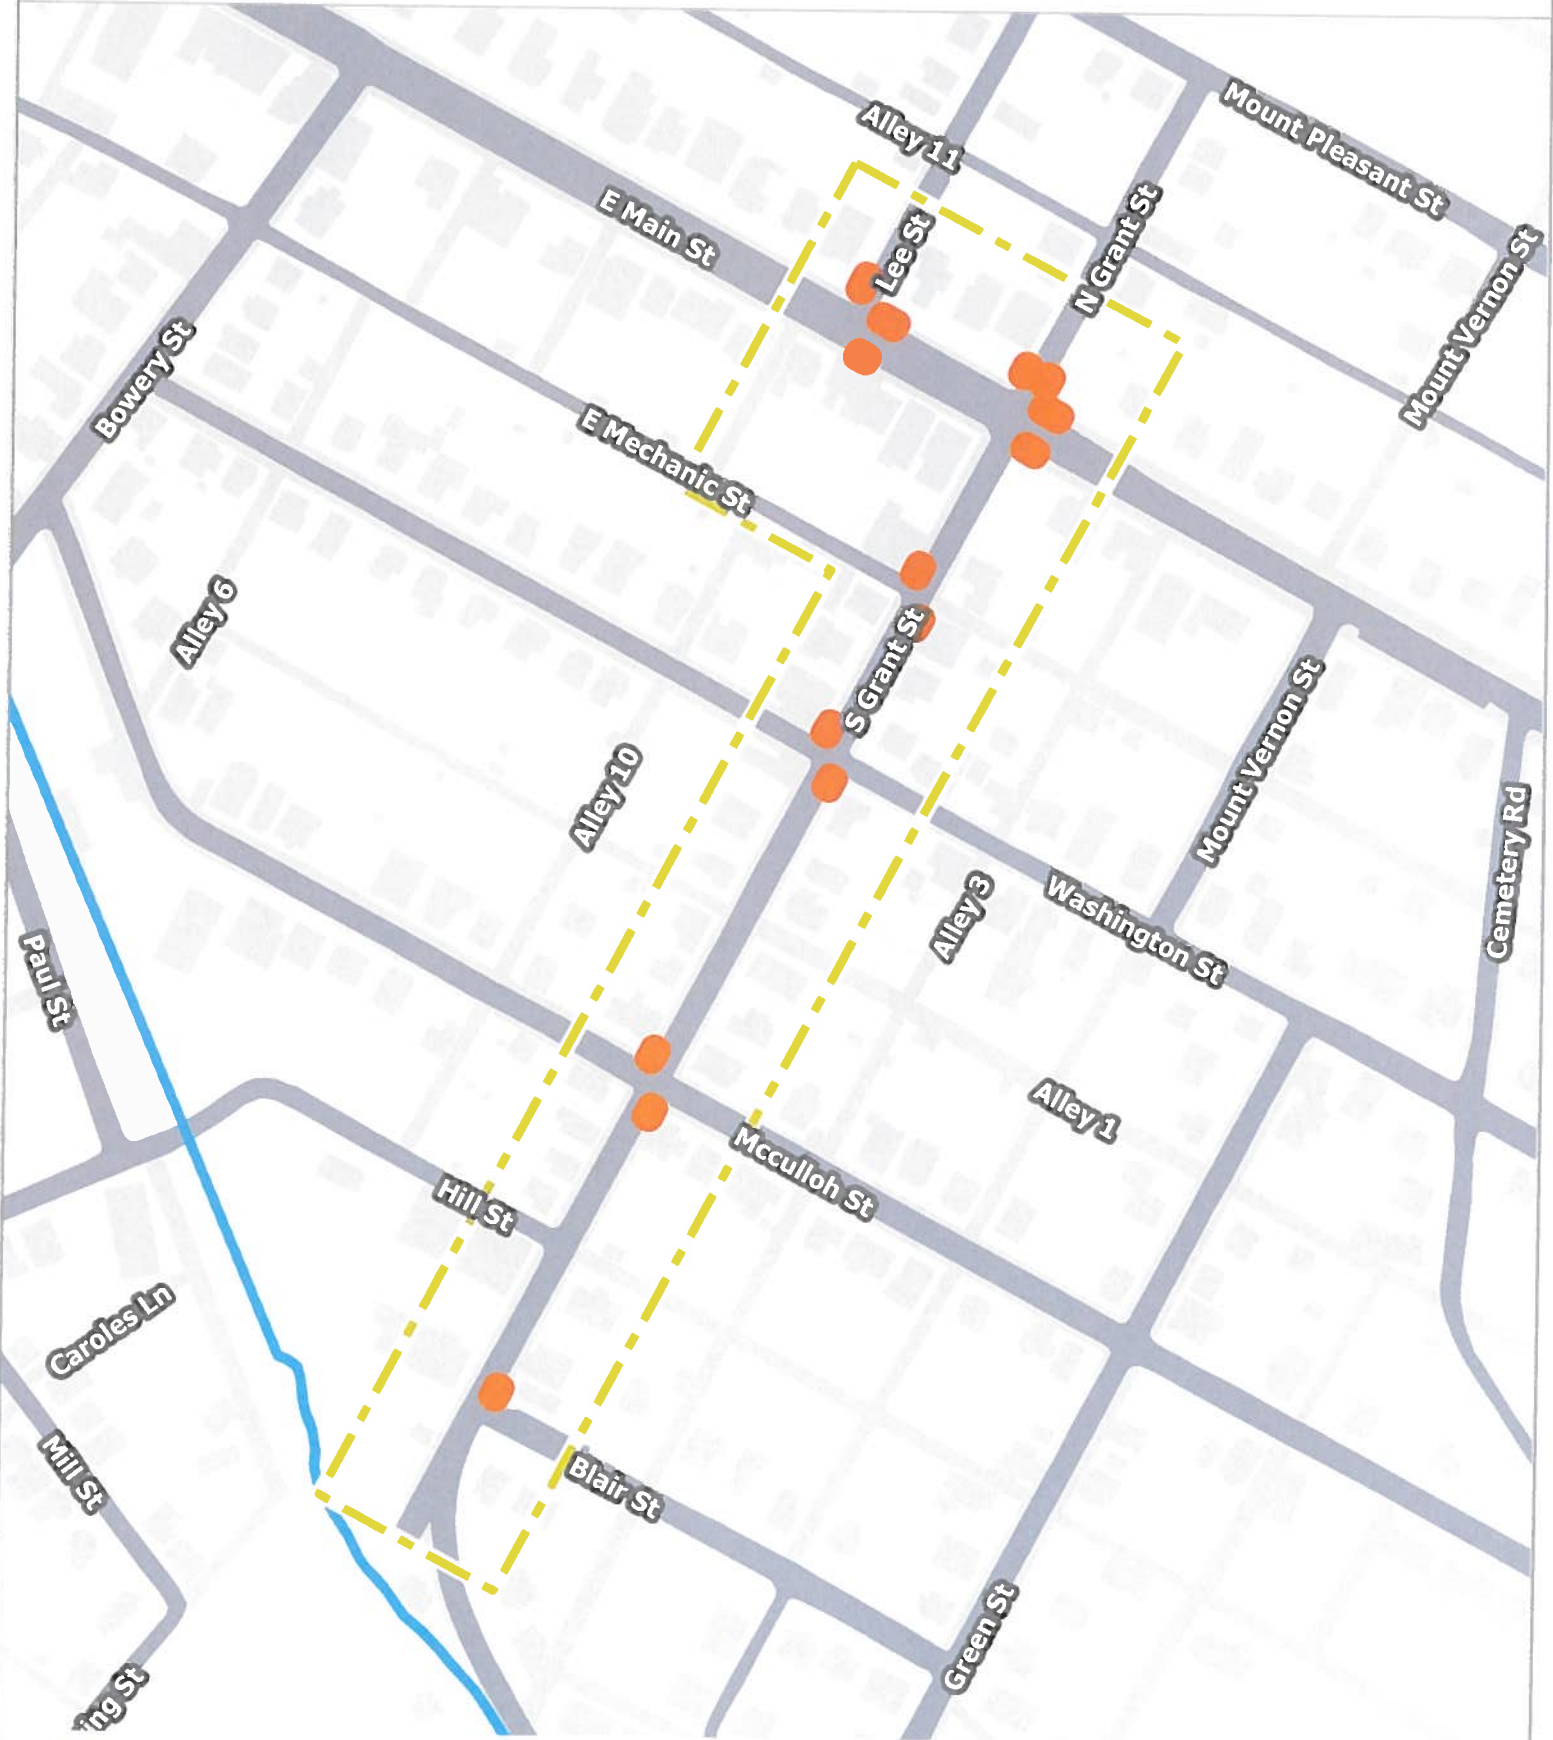 Mount Pleasant St
Alley 11
E Main St
Lee St
N Grant St
Mount Vernon St
Bowery St
E Mechanic St
Alley 6
S Grant St
Mount Vernon St
Alley 10
Cemetery Rd
Alley 3
Washington St
Paul St
Alley 1
Mcculloh St
Hill St
Caroles Ln
Mill St
Blair St
Green St
ing St